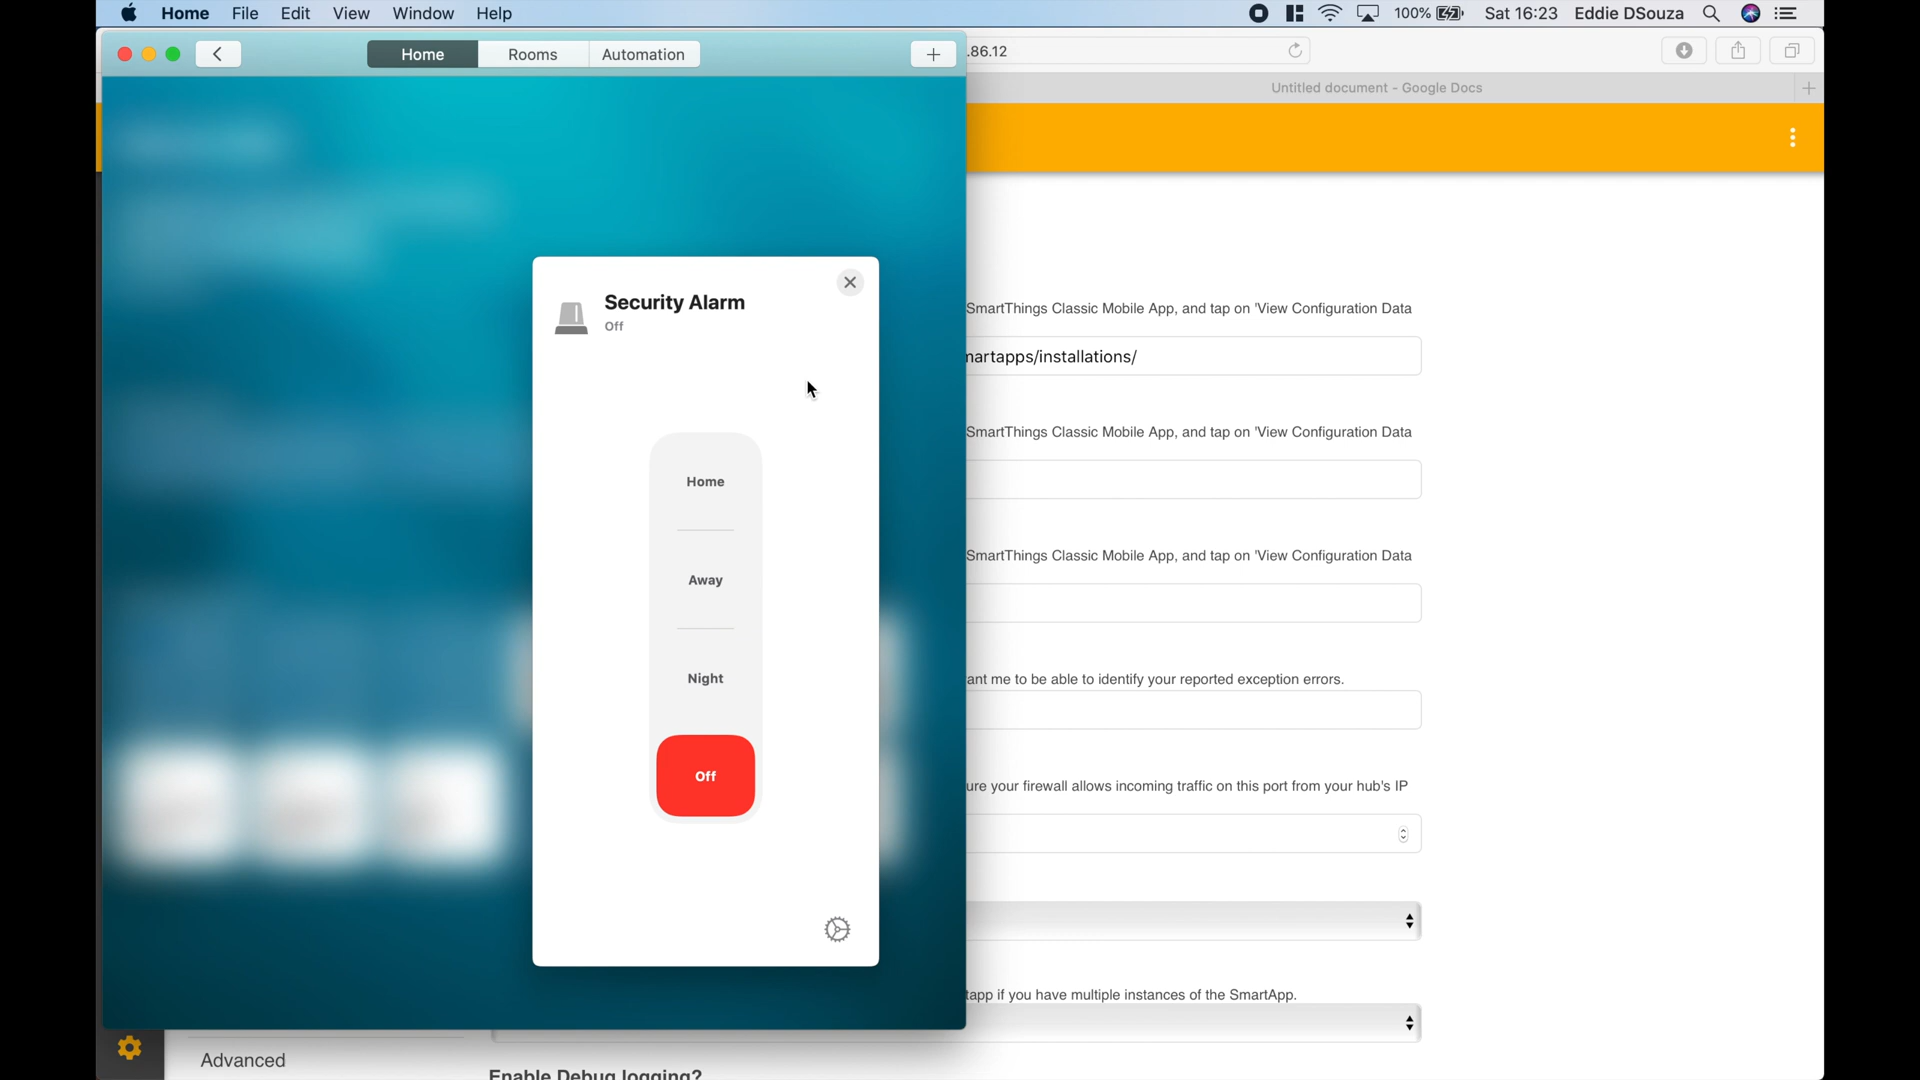 Home File Edit View Window Help
100% Sat 16:23 Eddie DSouza
Home Rooms Automation
.86.12
Untitled document - Google Docs
Security Alarm
Off
Home
Away
Night
Off
SmartThings Classic Mobile App, and tap on 'View Configuration Data
martapps/installations/
SmartThings Classic Mobile App, and tap on 'View Configuration Data
SmartThings Classic Mobile App, and tap on 'View Configuration Data
ant me to be able to identify your reported exception errors.
ure your firewall allows incoming traffic on this port from your hub's IP
tapp if you have multiple instances of the SmartApp.
Advanced
Enable Debug logging?